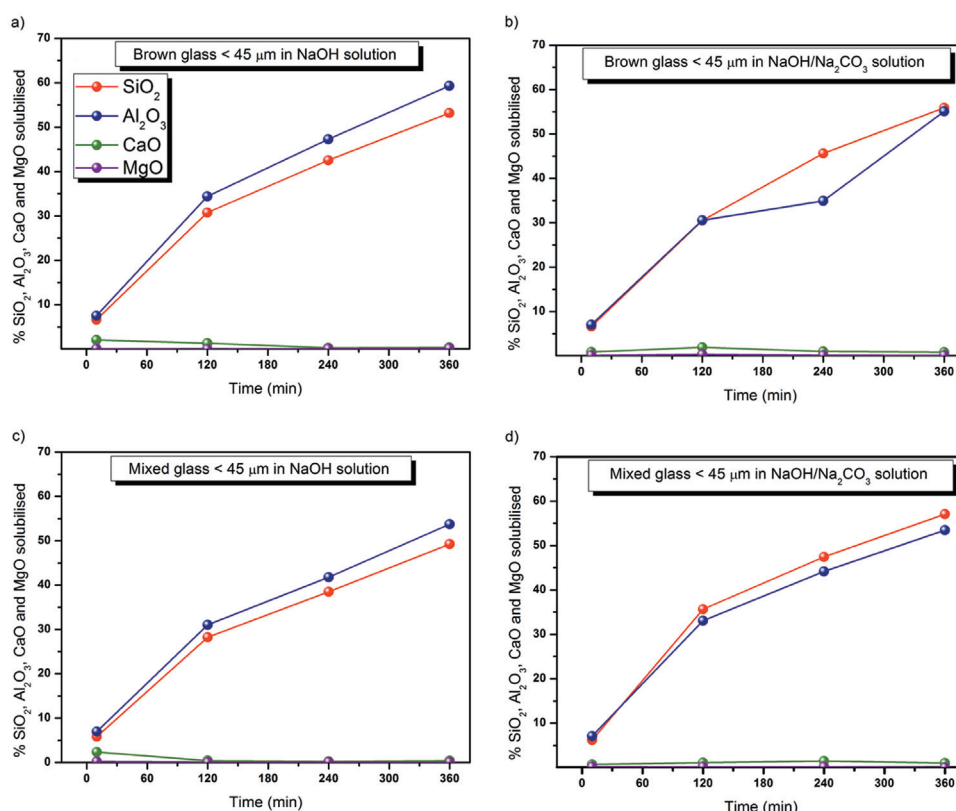 a)
Brown glass < 45 μm in NaOH solution
SiO₂
Al₂O₃
CaO
MgO
% SiO₂, Al₂O₃, CaO and MgO solubilised
70
60
50
40
30
20
10
0 60 120 180 240 300 360
Time (min)
b)
Brown glass < 45 μm in NaOH/Na₂CO₃ solution
% SiO₂, Al₂O₃, CaO and MgO solubilised
70
60
50
40
30
20
10
0 60 120 180 240 300 360
Time (min)
c)
Mixed glass < 45 μm in NaOH solution
% SiO₂, Al₂O₃, CaO and MgO solubilised
70
60
50
40
30
20
10
0
0 60 120 180 240 300 360
Time (min)
d)
Mixed glass < 45 μm in NaOH/Na₂CO₃ solution
% SiO₂, Al₂O₃, CaO and MgO solubilised
70
60
50
40
30
20
10
0 60 120 180 240 300 360
Time (min)